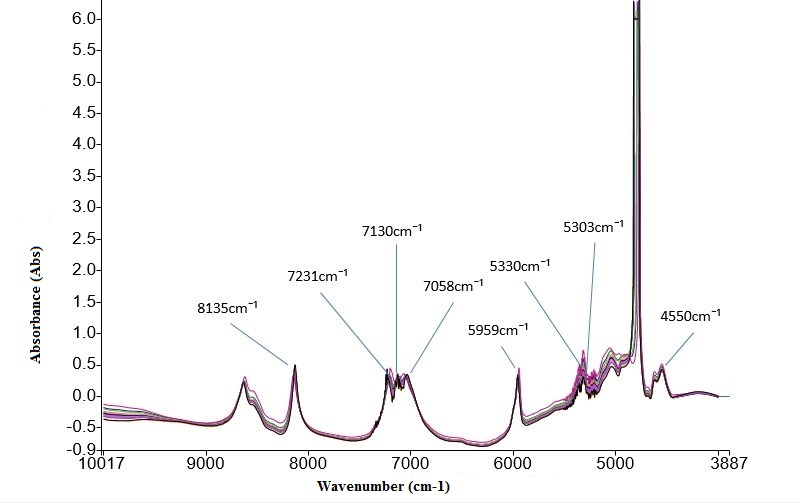 6.0
5.5
5.0
4.5
4.0
3.5
3.0
2.5
2.0
1.5
1.0
0.5
0.0
-0.5
-0.9
Absorbance (Abs)
8135cm⁻¹
7231cm⁻¹
7130cm⁻¹
7058cm⁻¹
5959cm⁻¹
5330cm⁻¹
5303cm⁻¹
4550cm⁻¹
10017 9000 8000 7000 6000 5000 3887
Wavenumber (cm-1)